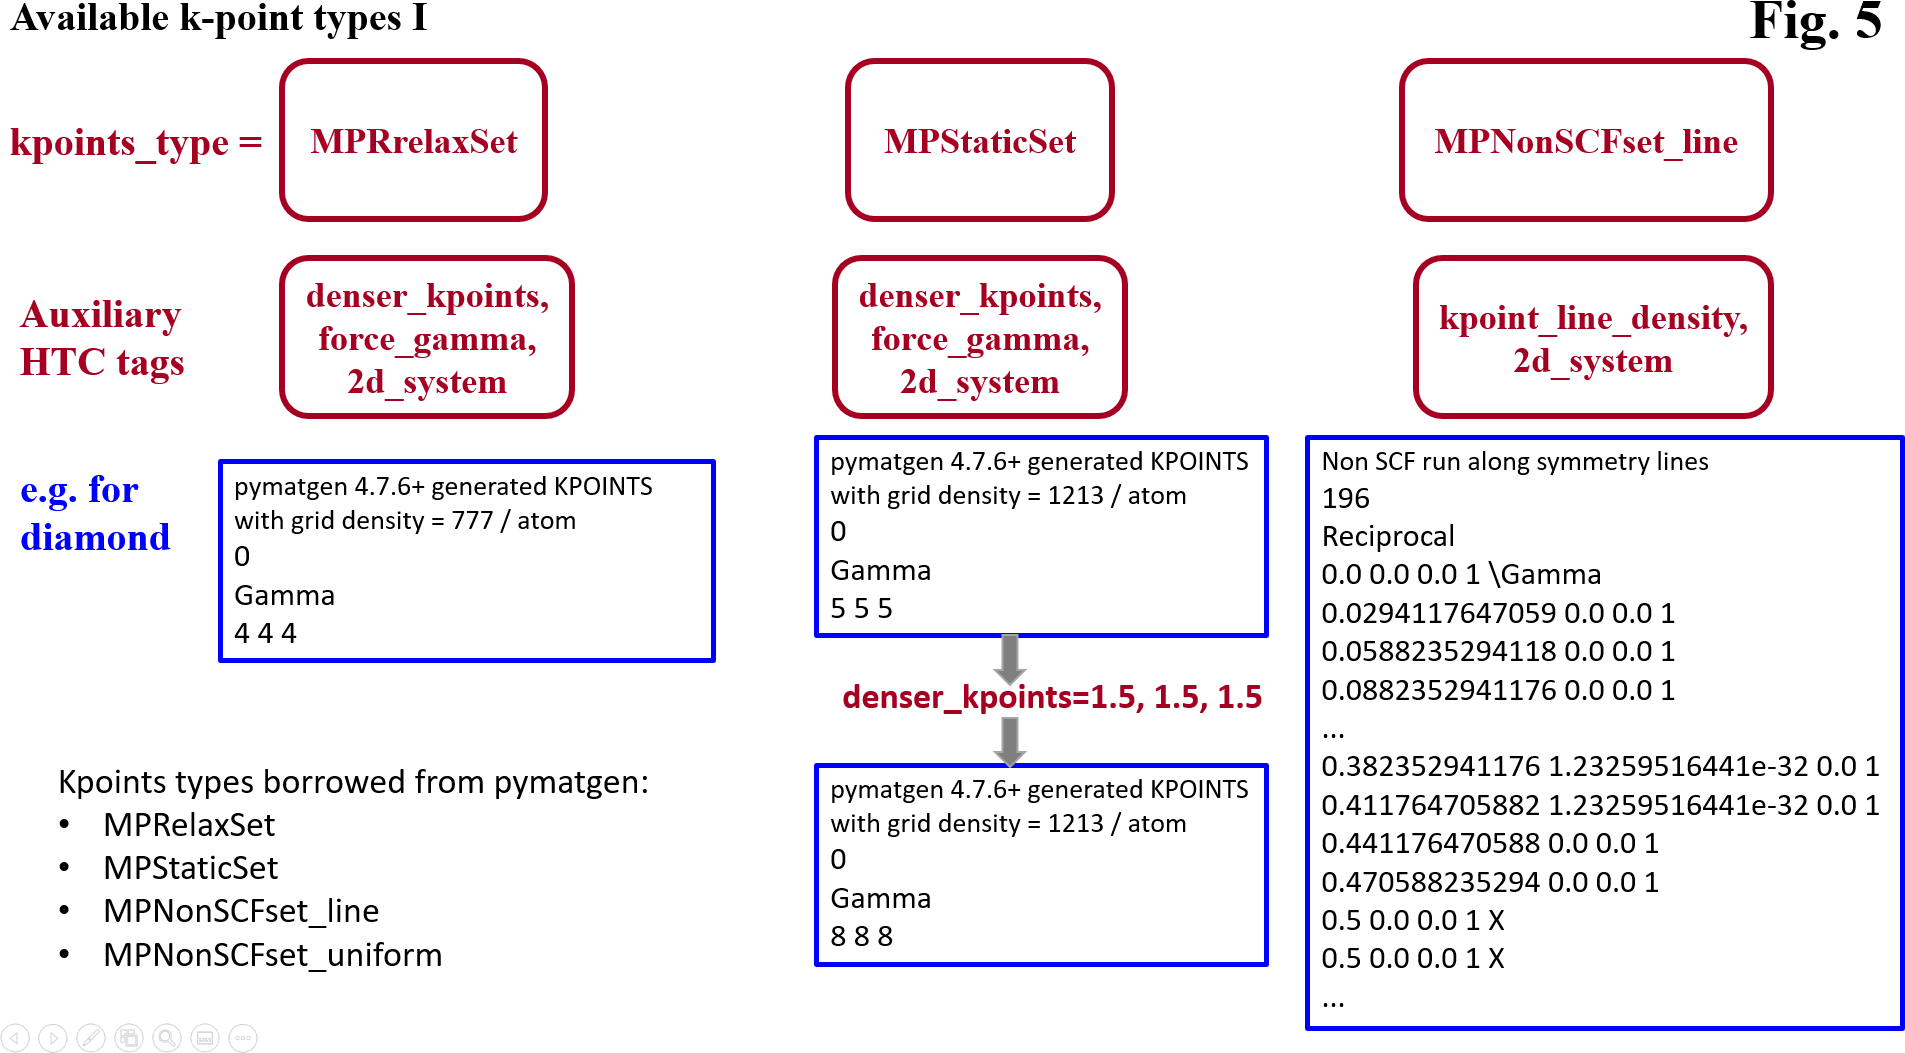 Available k-point types I
Fig. 5
kpoints_type =
MPRrelaxSet
MPStaticSet
MPNonSCFset_line
Auxiliary
HTC tags
denser_kpoints,
force_gamma,
2d_system
denser_kpoints,
force_gamma,
2d_system
kpoint_line_density,
2d_system
e.g. for
diamond
pymatgen 4.7.6+ generated KPOINTS
with grid density = 777 / atom
0
Gamma
4 4 4
pymatgen 4.7.6+ generated KPOINTS
with grid density = 1213 / atom
0
Gamma
5 5 5
denser_kpoints=1.5, 1.5, 1.5
pymatgen 4.7.6+ generated KPOINTS
with grid density = 1213 / atom
0
Gamma
8 8 8
Non SCF run along symmetry lines
196
Reciprocal
0.0 0.0 0.0 1 \Gamma
0.0294117647059 0.0 0.0 1
0.0588235294118 0.0 0.0 1
0.0882352941176 0.0 0.0 1
...
0.382352941176 1.23259516441e-32 0.0 1
0.411764705882 1.23259516441e-32 0.0 1
0.441176470588 0.0 0.0 1
0.470588235294 0.0 0.0 1
0.5 0.0 0.0 1 X
0.5 0.0 0.0 1 X
...
Kpoints types borrowed from pymatgen:
• MPRelaxSet
• MPStaticSet
• MPNonSCFset_line
• MPNonSCFset_uniform